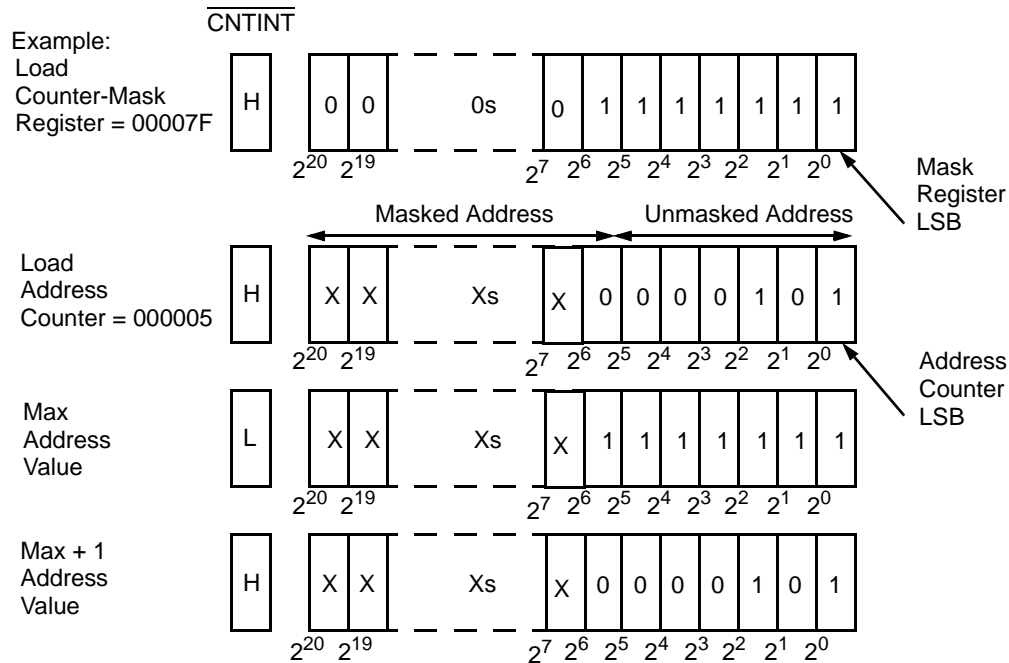 CNTINT
Example:
Load
Counter-Mask
Register = 00007F
H
0 0 0s 0 1 1 1 1 1 1 1
2^20 2^19 2^7 2^6 2^5 2^4 2^3 2^2 2^1 2^0
Mask
Register
LSB
Masked Address Unmasked Address
Load
Address
Counter = 000005
H
X X Xs X 0 0 0 0 1 0 1
2^20 2^19 2^7 2^6 2^5 2^4 2^3 2^2 2^1 2^0
Address
Counter
LSB
Max
Address
Value
L
X X Xs X 1 1 1 1 1 1 1
2^20 2^19 2^7 2^6 2^5 2^4 2^3 2^2 2^1 2^0
Max + 1
Address
Value
H
X X Xs X 0 0 0 0 1 0 1
2^20 2^19 2^7 2^6 2^5 2^4 2^3 2^2 2^1 2^0